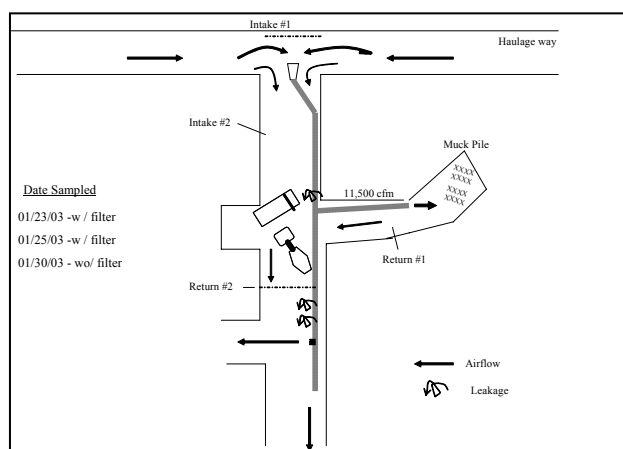 Intake #1
Haulage way
Intake #2
Muck Pile
XXXX
XXXX
XXXX
XXXX
11,500 cfm
Date Sampled
01/23/03 -w / filter
01/25/03 -w / filter
01/30/03 - wo/ filter
Return #1
Return #2
Airflow
Leakage